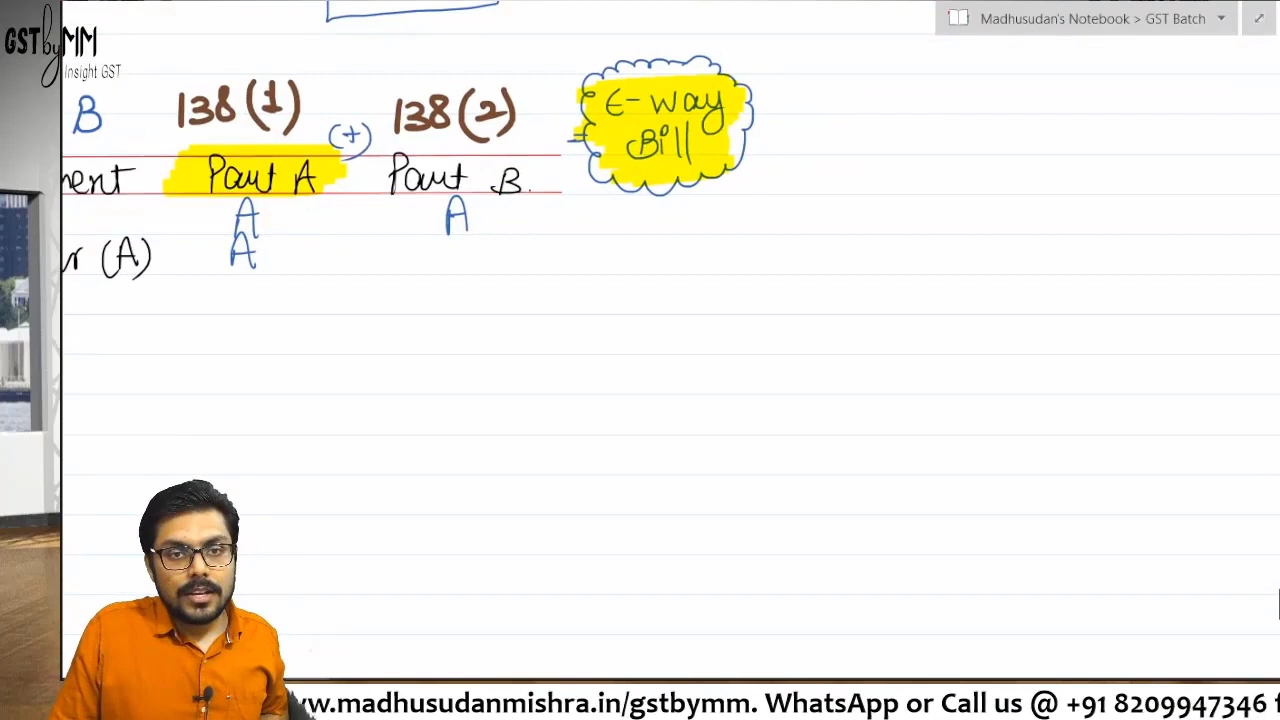 Madhusudan's Notebook > GST Batch
GST by MM
Insight GST
B 138(1) (+) 138(2) = E-way
Bill
ment Part A Part B.
A A
r (A) A
ww.madhusudanmishra.in/gstbymm. WhatsApp or Call us @ +91 8209947346 f